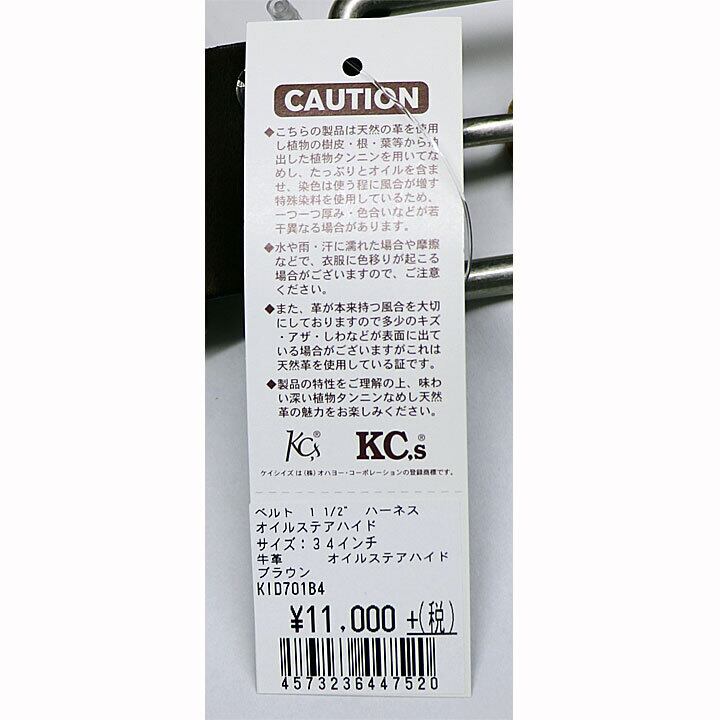 CAUTION
◆こちらの製品は天然の革を使用
し植物の樹皮・根・葉等から抽
出した植物タンニンを用いてな
めし、たっぷりとオイルを含ま
せ、染色は使う程に風合が増す
特殊染料を使用しているため、
一つ一つ厚み・色合いなどが若
干異なる場合があります。
◆水や雨・汗に濡れた場合や摩擦
などで、衣服に色移りが起こる
場合がございますので、ご注意
ください。
◆また、革が本来持つ風合を大切
にしておりますので多少のキズ
・アザ・しわなどが表面に出て
いる場合がございますがこれは
天然革を使用している証です。
◆製品の特性をご理解の上、味わ
い深い植物タンニンなめし天然
革の魅力をお楽しみください。
KC,s® KC,s®
ケイシイズ は(株)オハヨー・コーポレーションの登録商標です。
ベルト 1 1/2" ハーネス
オイルステアハイド
サイズ：34インチ
牛革 オイルステアハイド
ブラウン
KID701B4
¥11,000 +(税)
4573236447520